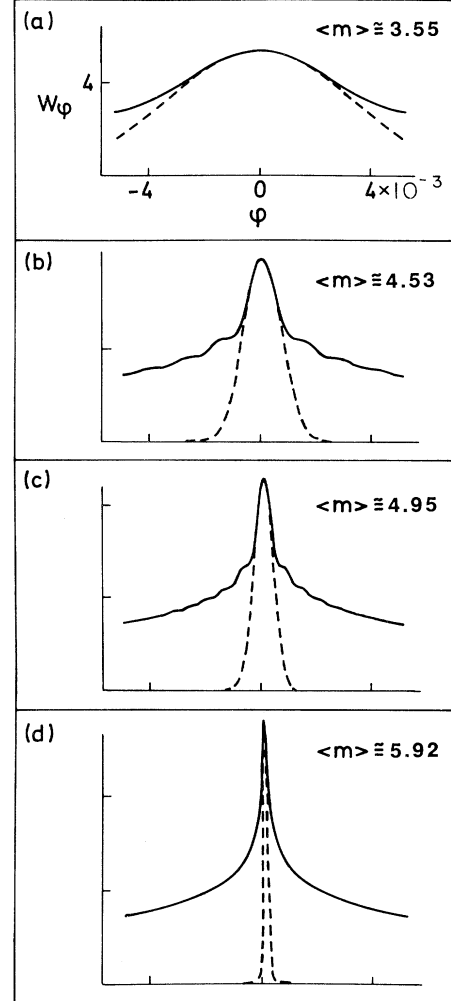 (a)
<m> ≅ 3.55
4
Wφ
-4 0 4×10⁻³
φ
(b)
<m> ≅ 4.53
(c)
<m> ≅ 4.95
(d)
<m> ≅ 5.92